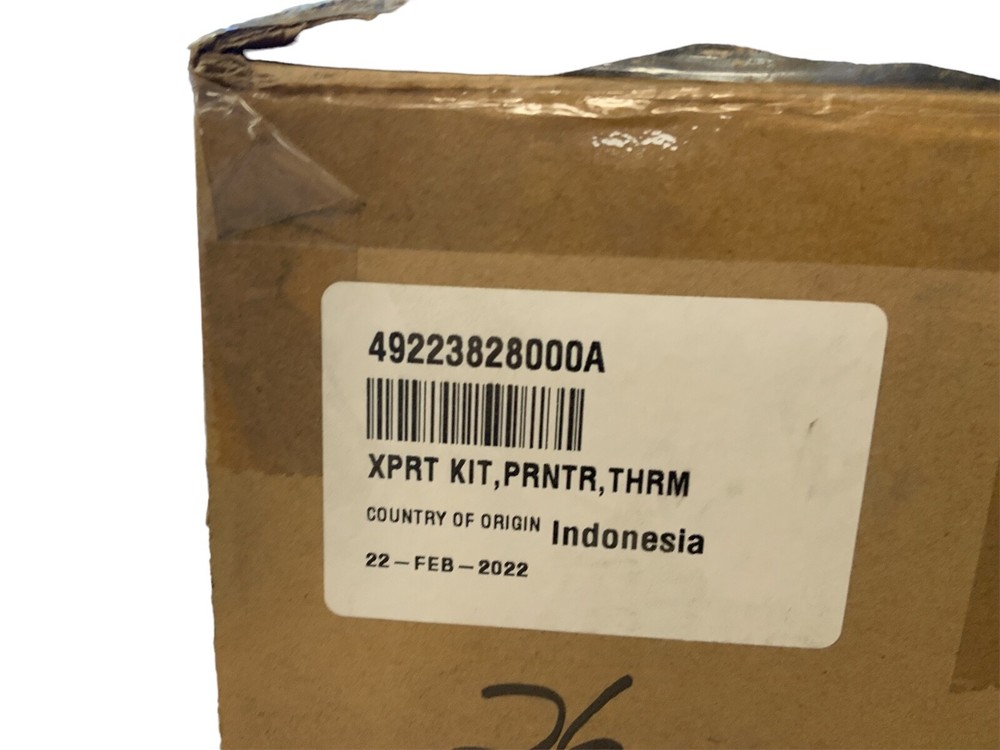 49223828000A
XPRT KIT,PRNTR,THRM
COUNTRY OF ORIGIN Indonesia
22-FEB-2022